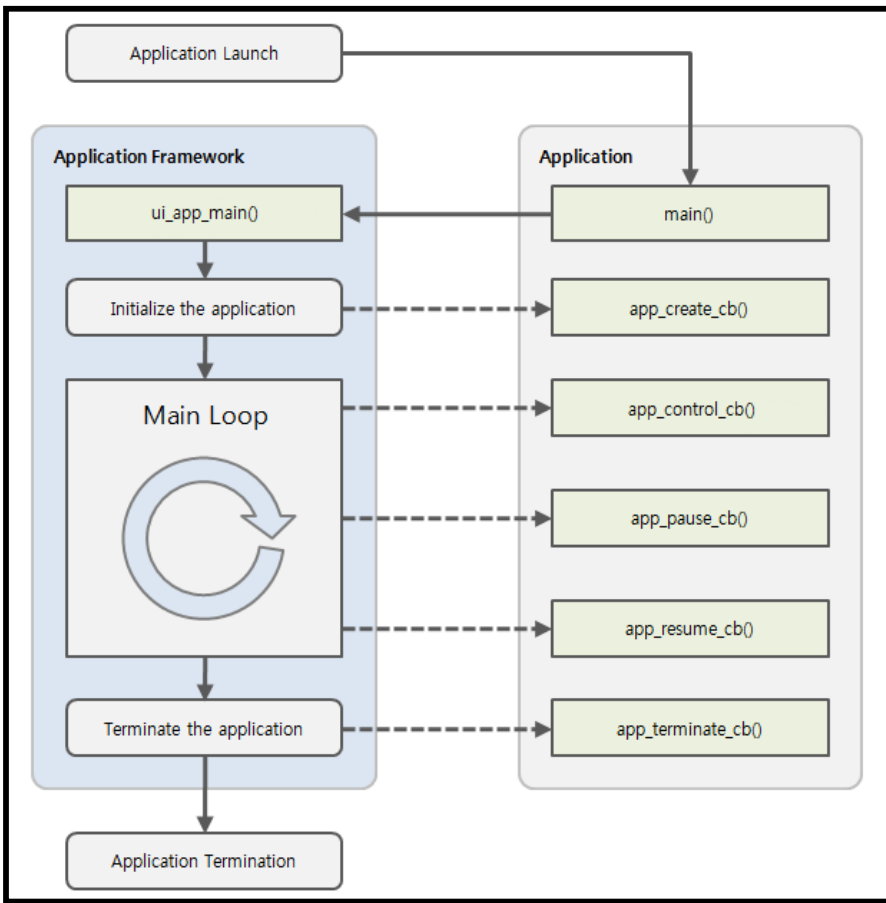 Application Launch
Application Framework
ui_app_main()
Initialize the application
Main Loop
Terminate the application
Application Termination
Application
main()
app_create_cb()
app_control_cb()
app_pause_cb()
app_resume_cb()
app_terminate_cb()